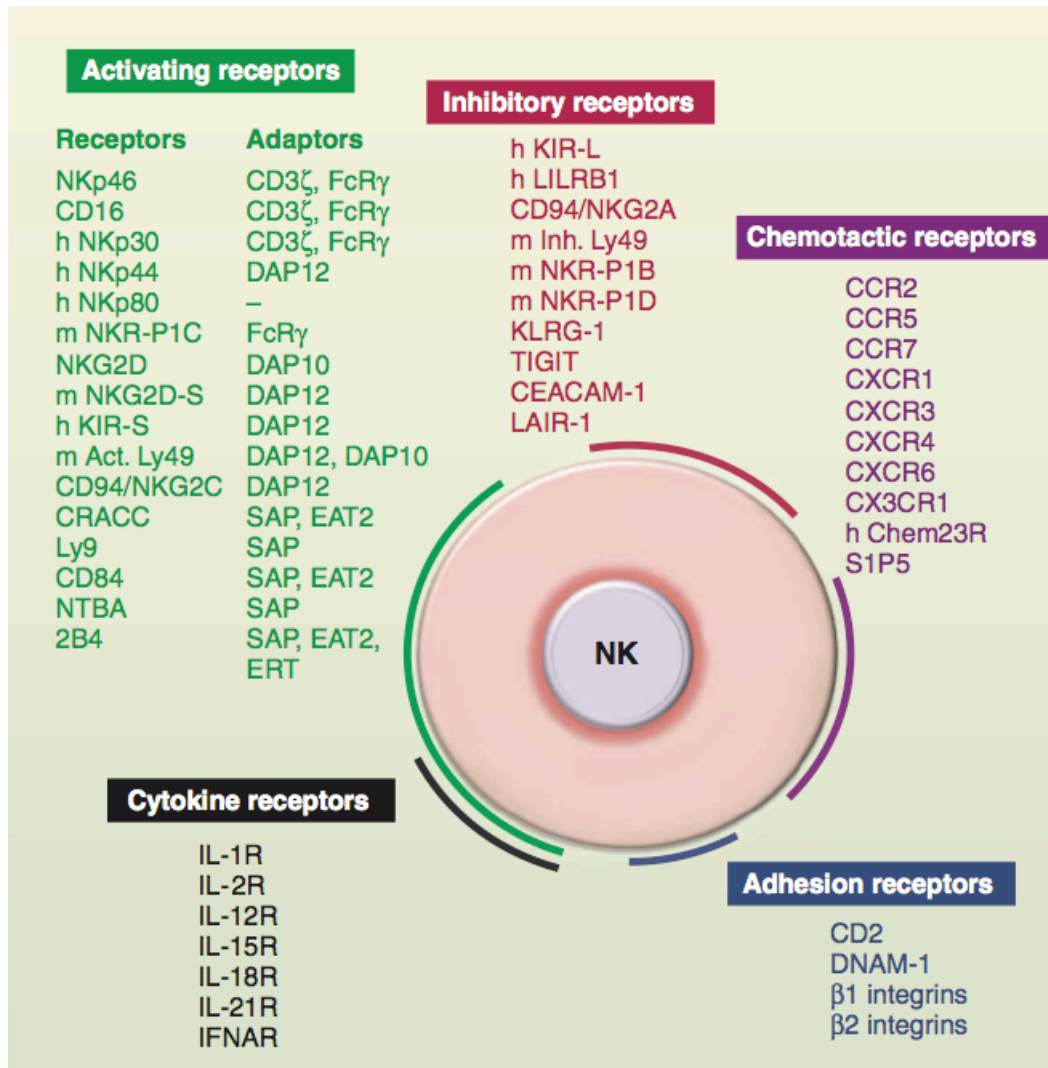 Activating receptors
Receptors Adaptors
NKp46 CD3ζ, FcRγ
CD16 CD3ζ, FcRγ
h NKp30 CD3ζ, FcRγ
h NKp44 DAP12
h NKp80 –
m NKR-P1C FcRγ
NKG2D DAP10
m NKG2D-S DAP12
h KIR-S DAP12
m Act. Ly49 DAP12, DAP10
CD94/NKG2C DAP12
CRACC SAP, EAT2
Ly9 SAP
CD84 SAP, EAT2
NTBA SAP
2B4 SAP, EAT2,
ERT
Inhibitory receptors
h KIR-L
h LILRB1
CD94/NKG2A
m Inh. Ly49
m NKR-P1B
m NKR-P1D
KLRG-1
TIGIT
CEACAM-1
LAIR-1
Chemotactic receptors
CCR2
CCR5
CCR7
CXCR1
CXCR3
CXCR4
CXCR6
CX3CR1
h Chem23R
S1P5
NK
Cytokine receptors
IL-1R
IL-2R
IL-12R
IL-15R
IL-18R
IL-21R
IFNAR
Adhesion receptors
CD2
DNAM-1
β1 integrins
β2 integrins